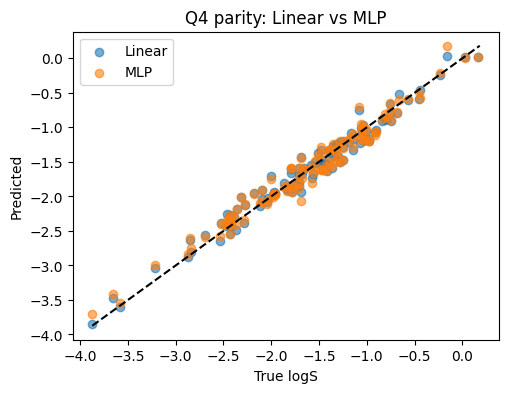 Q4 parity: Linear vs MLP
Linear
MLP
Predicted
0.0
−0.5
−1.0
−1.5
−2.0
−2.5
−3.0
−3.5
−4.0
−4.0 −3.5 −3.0 −2.5 −2.0 −1.5 −1.0 −0.5 0.0
True logS